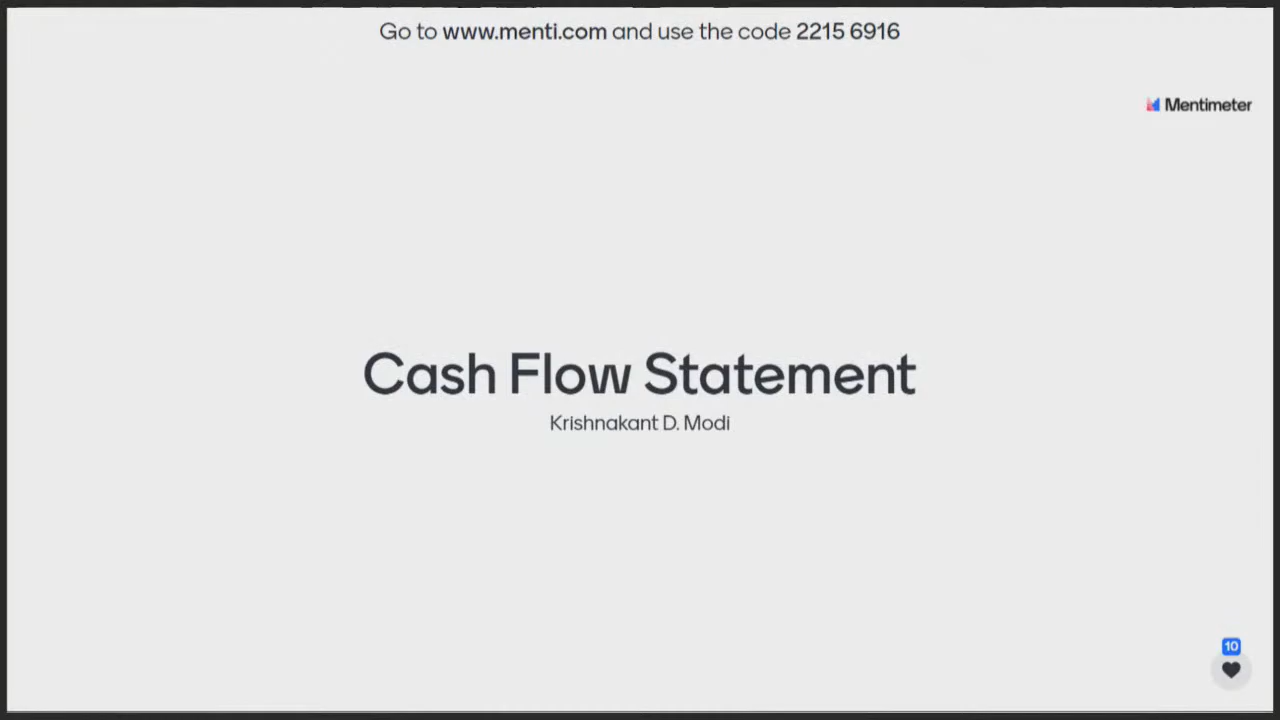 Go to www.menti.com and use the code 2215 6916
Mentimeter
Cash Flow Statement
Krishnakant D. Modi
10